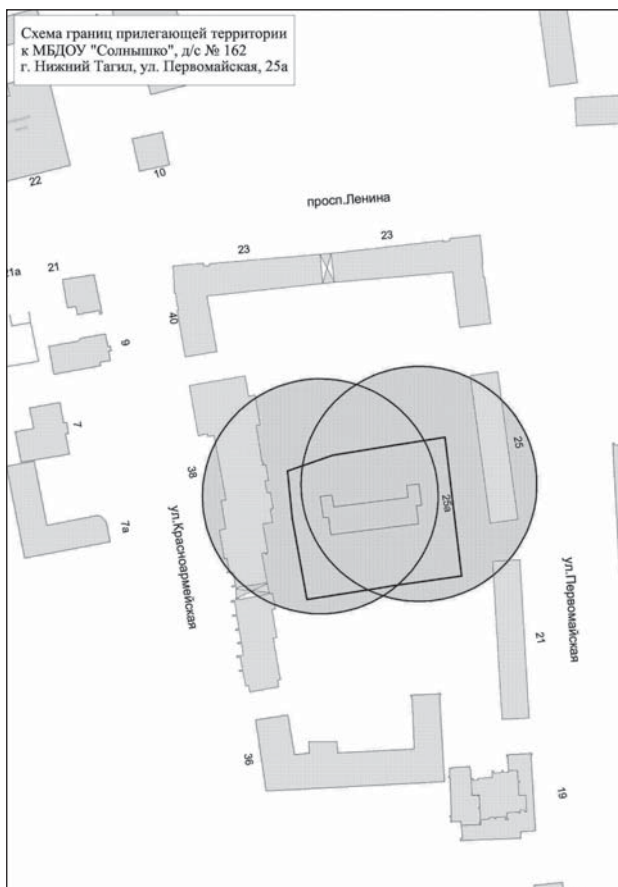 Схема границ прилегающей территории
к МБДОУ "Солнышко", д/с № 162
г. Нижний Тагил, ул. Первомайская, 25а
22
10
просп.Ленина
23
23
21а
21
40
9
7
38
25
25а
7а
ул.Красноармейская
ул.Первомайская
21
36
19